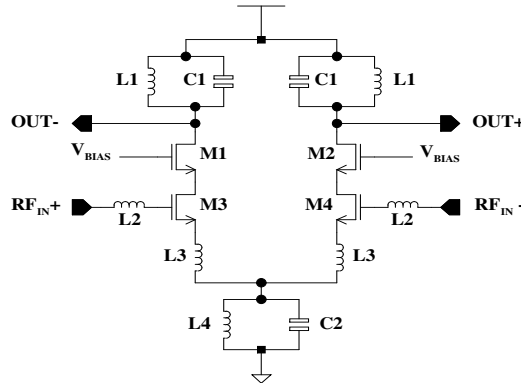 L1 C1 C1 L1
OUT- OUT+
M1 M2
VBIAS VBIAS
RFIN+ M3 M4 RFIN -
L2 L2
L3 L3
L4 C2